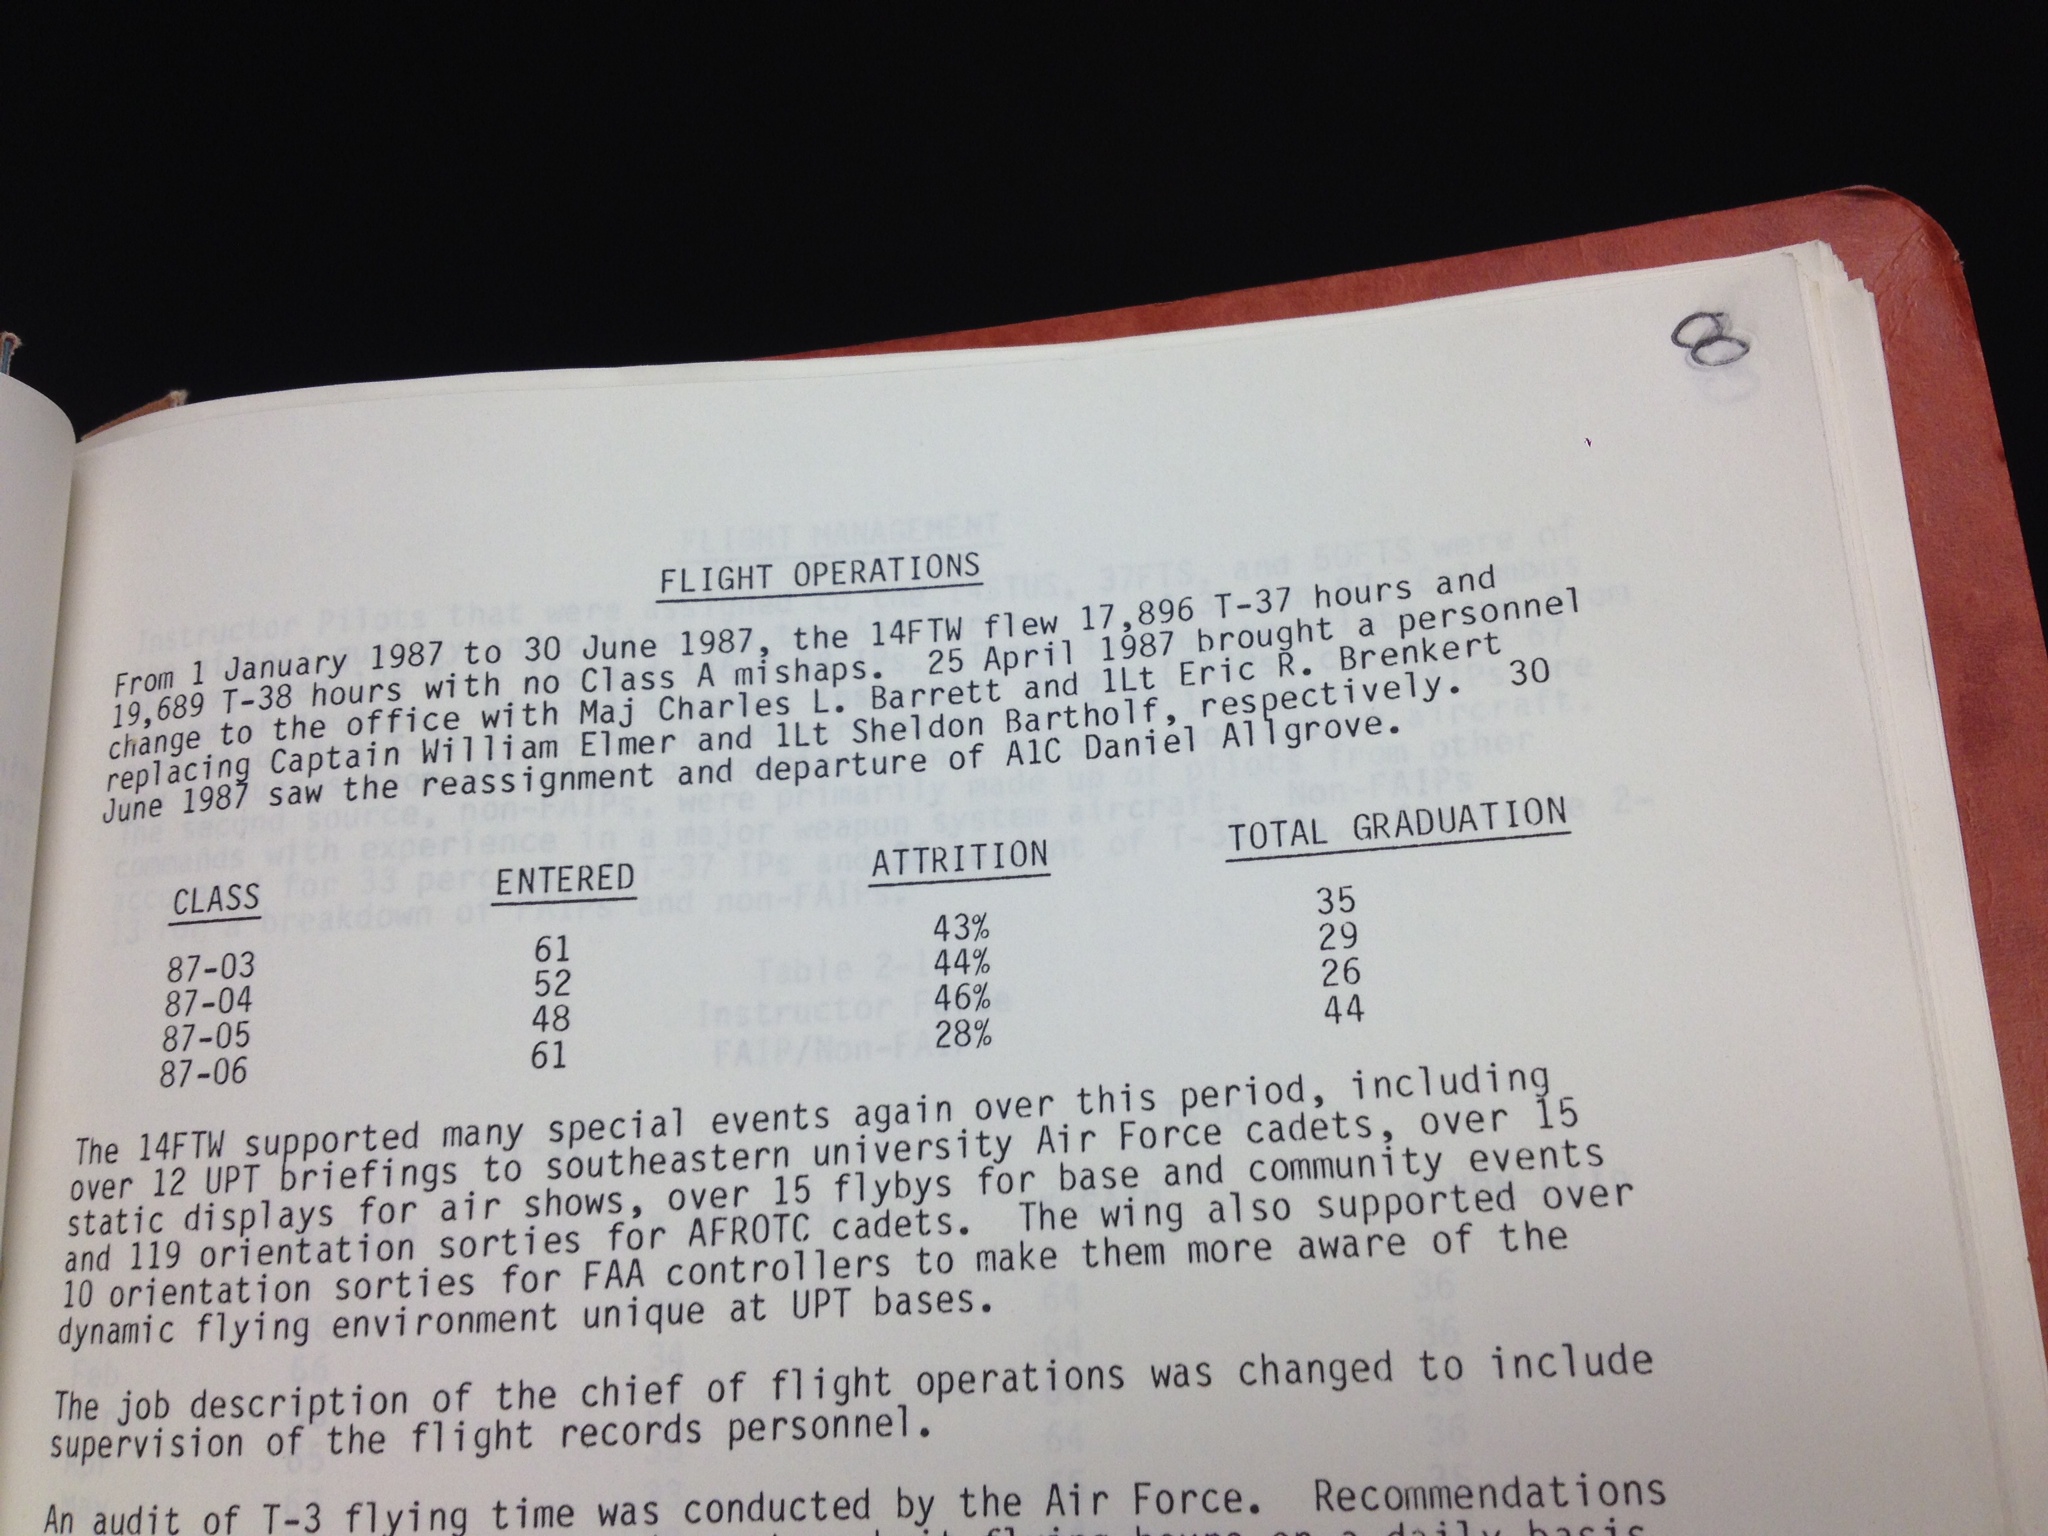 8
FLIGHT OPERATIONS
From 1 January 1987 to 30 June 1987, the 14FTW flew 17,896 T-37 hours and
19,689 T-38 hours with no Class A mishaps. 25 April 1987 brought a personnel
change to the office with Maj Charles L. Barrett and 1Lt Eric R. Brenkert
replacing Captain William Elmer and 1Lt Sheldon Bartholf, respectively. 30
June 1987 saw the reassignment and departure of A1C Daniel Allgrove.
CLASS ENTERED ATTRITION TOTAL GRADUATION
87-03 61 43% 35
87-04 52 44% 29
87-05 48 46% 26
87-06 61 28% 44
The 14FTW supported many special events again over this period, including
over 12 UPT briefings to southeastern university Air Force cadets, over 15
static displays for air shows, over 15 flybys for base and community events
and 119 orientation sorties for AFROTC cadets. The wing also supported over
10 orientation sorties for FAA controllers to make them more aware of the
dynamic flying environment unique at UPT bases.
The job description of the chief of flight operations was changed to include
supervision of the flight records personnel.
An audit of T-3 flying time was conducted by the Air Force. Recommendations
flying hours on a daily basis